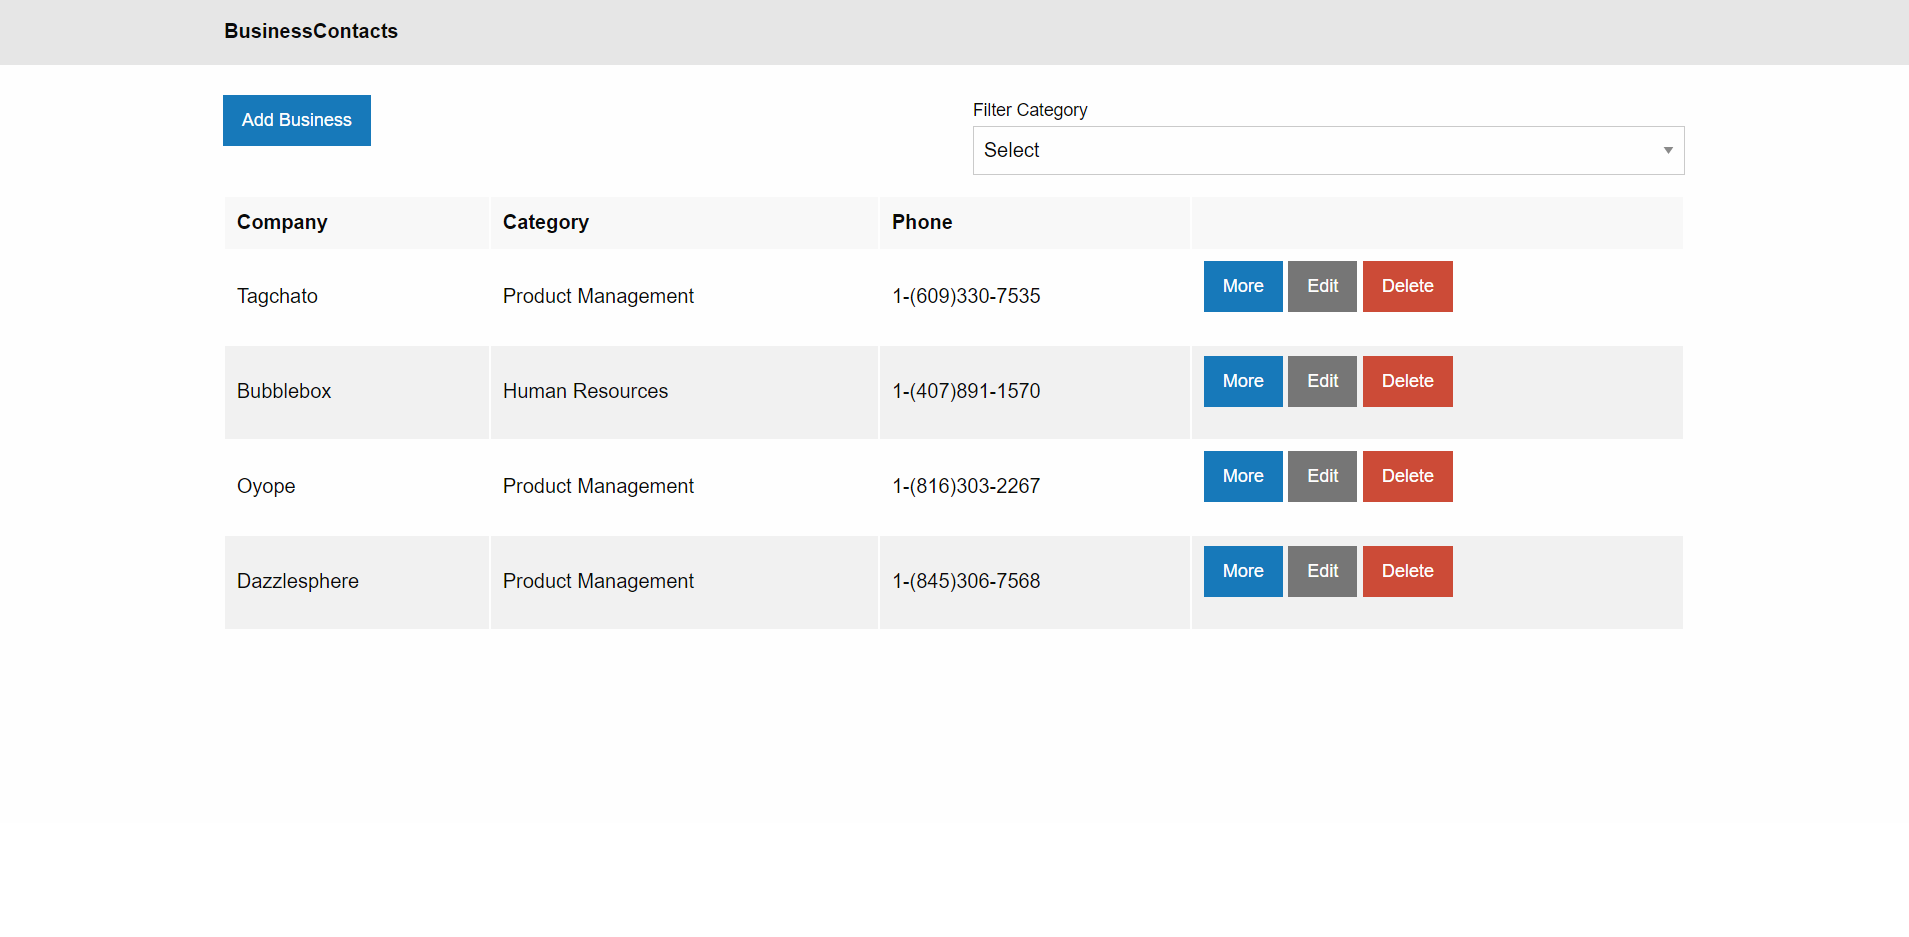 BusinessContacts
Add Business
Filter Category
Select
Company Category Phone
Tagchato Product Management 1-(609)330-7535 More Edit Delete
Bubblebox Human Resources 1-(407)891-1570 More Edit Delete
Oyope Product Management 1-(816)303-2267 More Edit Delete
Dazzlesphere Product Management 1-(845)306-7568 More Edit Delete